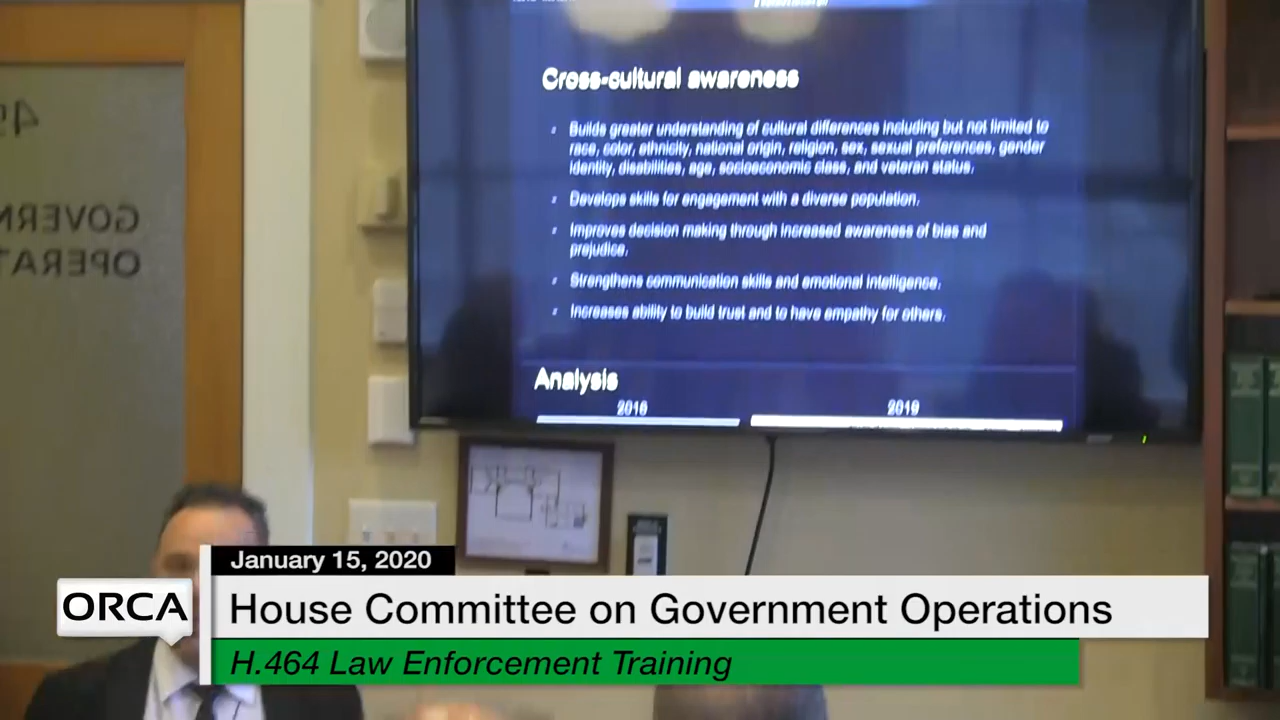 Cross-cultural awareness
Builds greater understanding of cultural differences including but not limited to
race, color, ethnicity, national origin, religion, sex, sexual preferences, gender
identity, disabilities, age, socioeconomic class, and veteran status.
Develops skills for engagement with a diverse population.
Improves decision making through increased awareness of bias and
prejudice.
Strengthens communication skills and emotional intelligence.
Increases ability to build trust and to have empathy for others.
Analysis
2016 2019
49
GOVERN
OPERAT
January 15, 2020
ORCA
House Committee on Government Operations
H.464 Law Enforcement Training